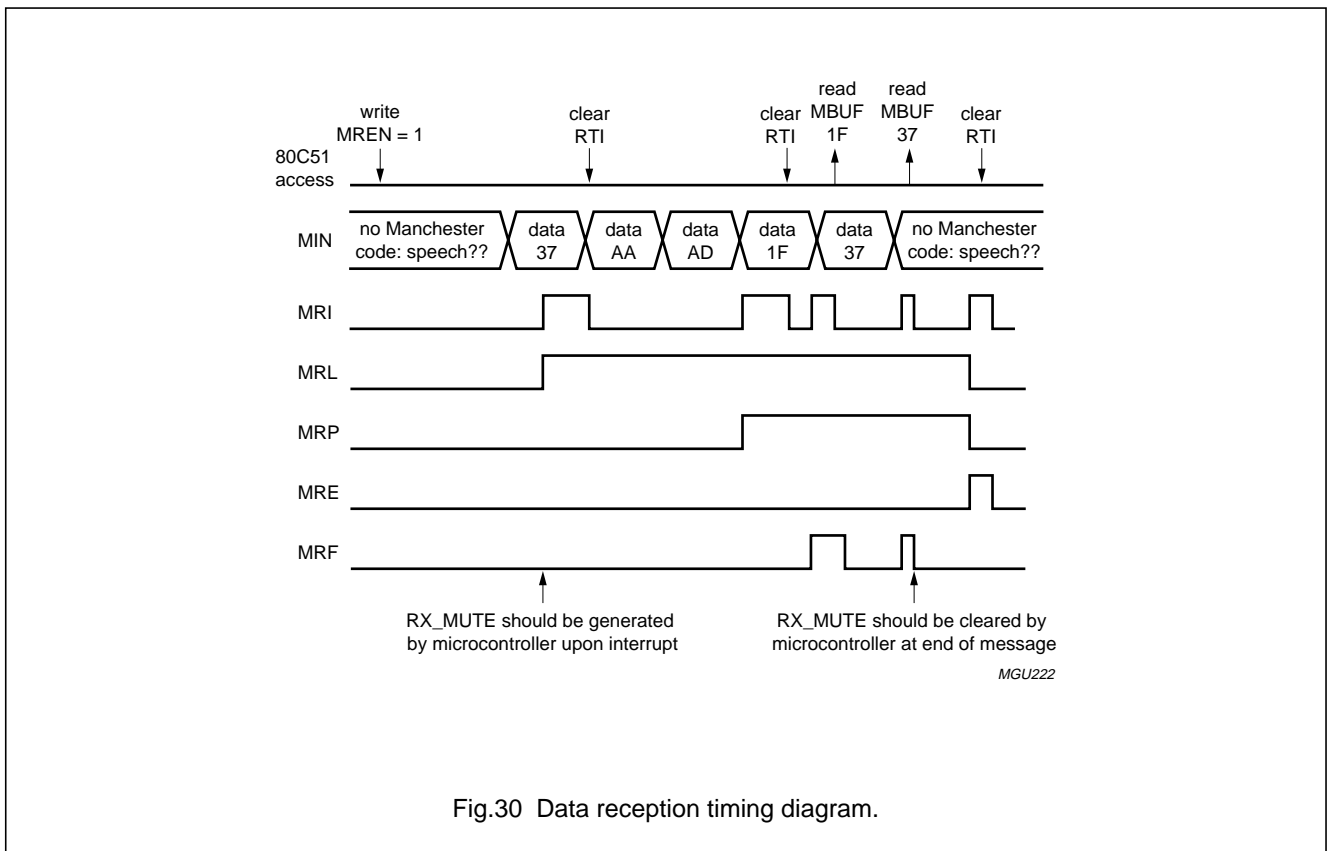 write
MREN = 1
clear
RTI
clear
RTI
read
MBUF
1F
read
MBUF
37
clear
RTI
80C51
access
MIN
no Manchester
code: speech??
data
37
data
AA
data
AD
data
1F
data
37
no Manchester
code: speech??
MRI
MRL
MRP
MRE
MRF
RX_MUTE should be generated
by microcontroller upon interrupt
RX_MUTE should be cleared by
microcontroller at end of message
MGU222
Fig.30 Data reception timing diagram.